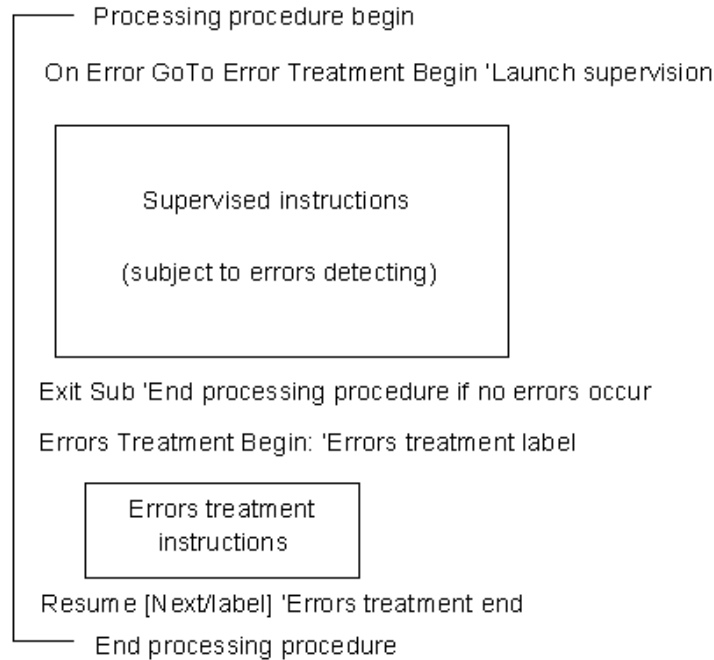 Processing procedure begin
On Error GoTo Error Treatment Begin 'Launch supervision
Supervised instructions
(subject to errors detecting)
Exit Sub 'End processing procedure if no errors occur
Errors Treatment Begin: 'Errors treatment label
Errors treatment
instructions
Resume [Next/label] 'Errors treatment end
End processing procedure